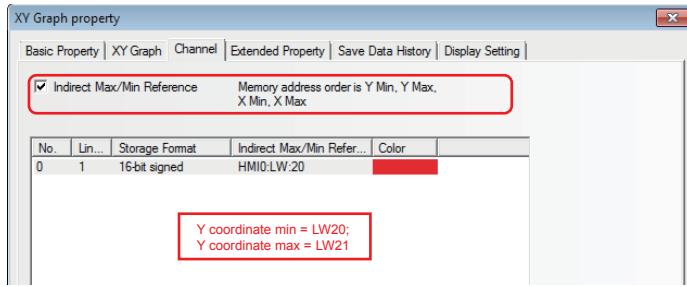 XY Graph property
Basic Property XY Graph Channel Extended Property Save Data History Display Setting
Indirect Max/Min Reference Memory address order is Y Min, Y Max,
X Min, X Max
No. Lin... Storage Format Indirect Max/Min Refer... Color
0 1 16-bit signed HMI0:LW:20
Y coordinate min = LW20;
Y coordinate max = LW21